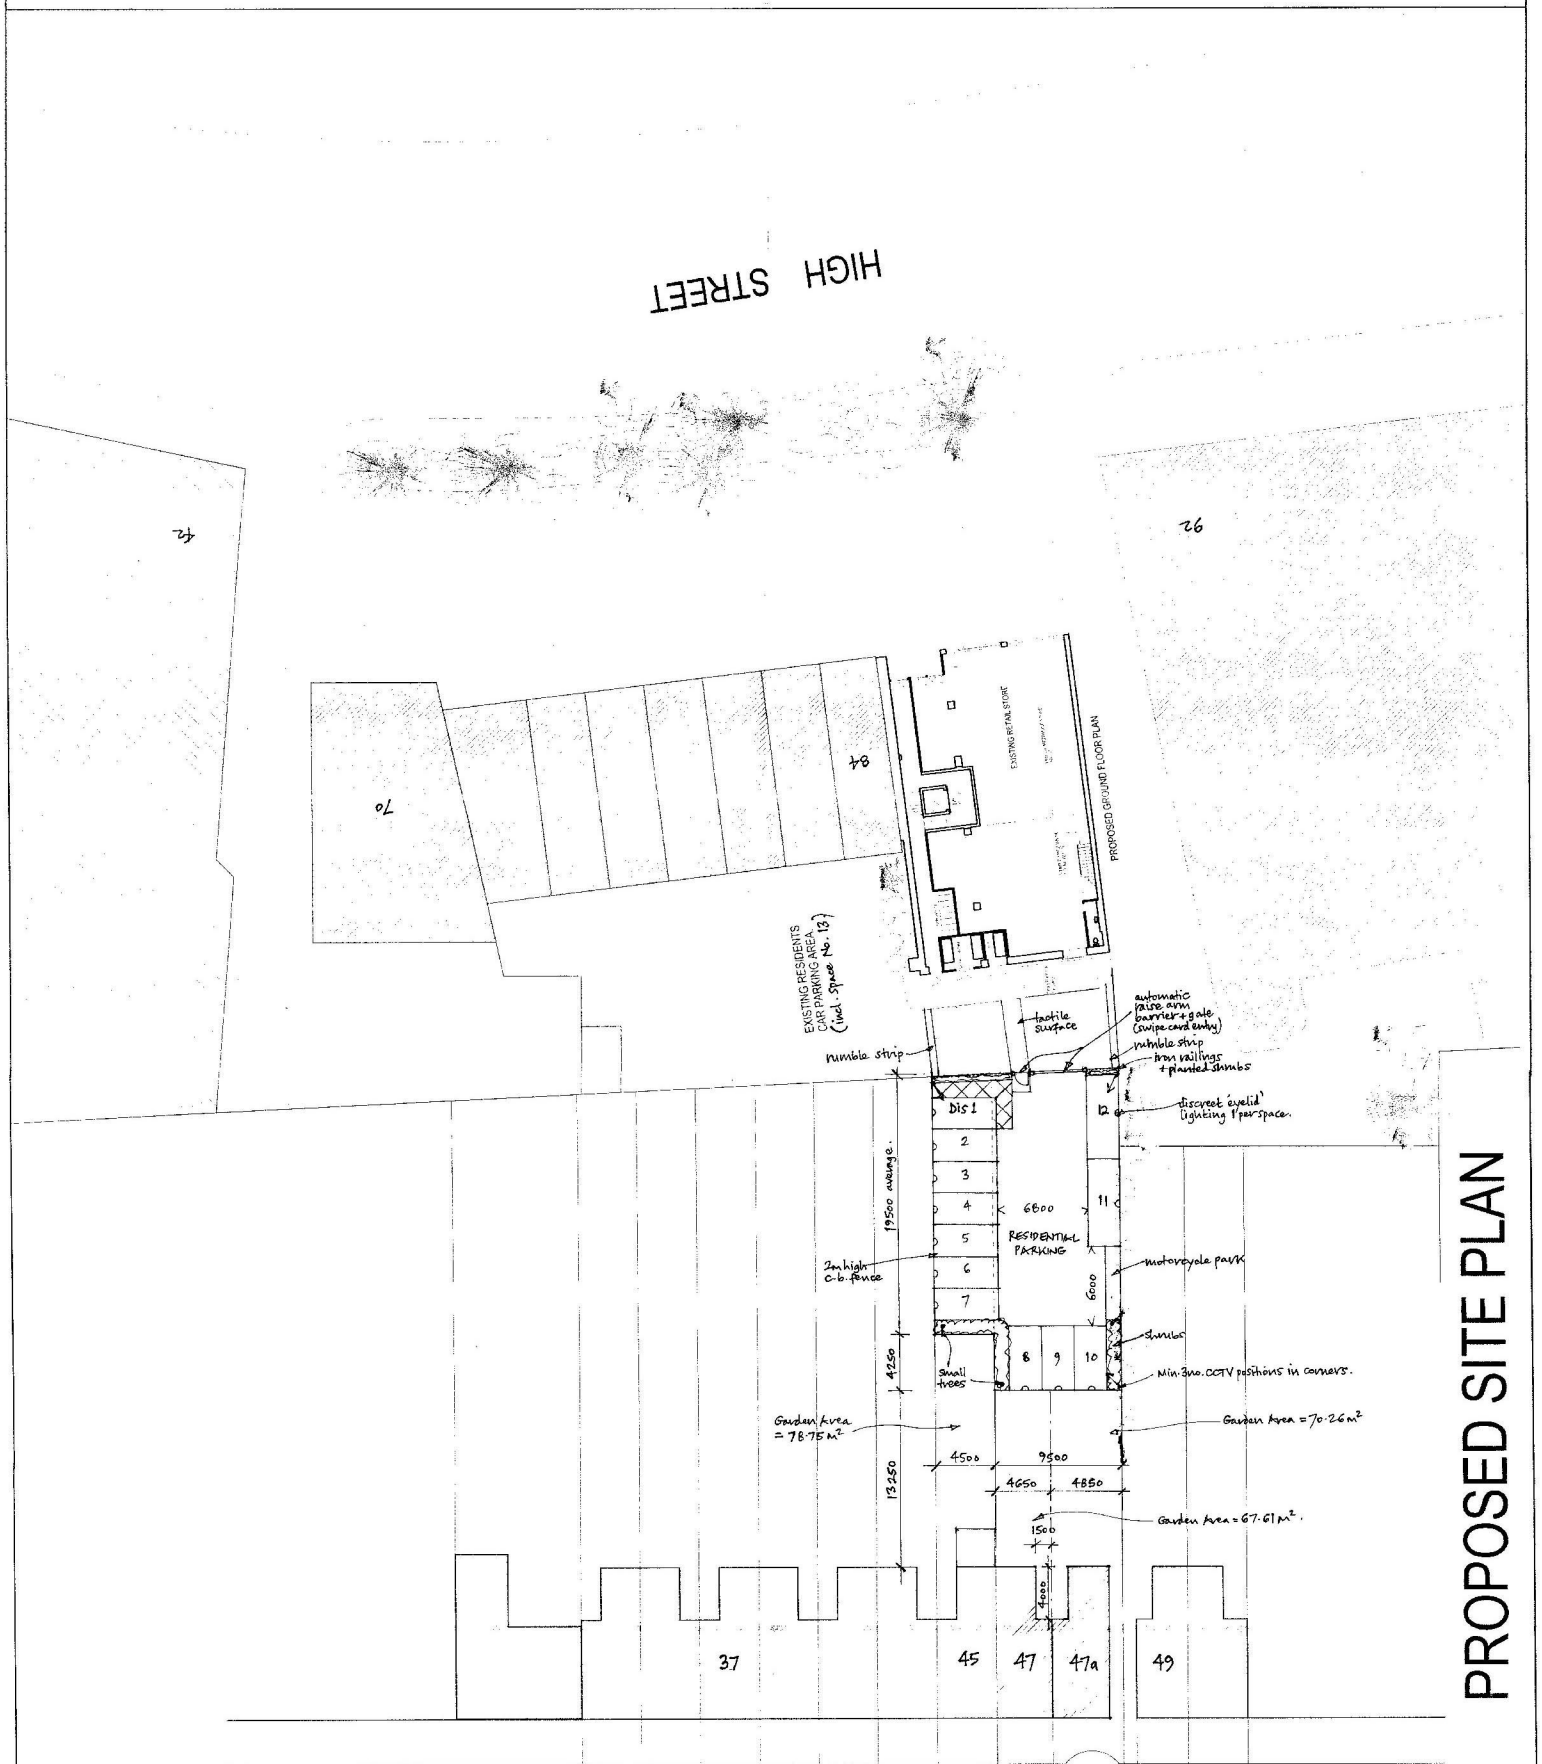 HIGH STREET
42
92
70
84
EXISTING RETAIL STORE
PROPOSED GROUND FLOOR PLAN
EXISTING RESIDENTS
CAR PARKING AREA.
(incl. Space No. 13)
automatic
raise arm
barrier + gate
(swipe card entry)
tactile
surface
rumble strip
rumble strip
iron railings
+ planted shrubs
discreet 'eyelid'
lighting 1 per space.
Dis 1
12
2
3
4
5
6
7
11
19500 average.
6800
RESIDENTIAL
PARKING
2m high
c.b. fence
motorcycle park
6000
shrubs
8
9
10
4250
small
trees
Min. 3no. CCTV positions in corners.
Garden Area
= 78.75 m²
Garden Area = 70.26 m²
4500
9500
4650
4850
13250
Garden Area = 67.61 m².
1500
4000
37
45
47
47a
49
PROPOSED SITE PLAN